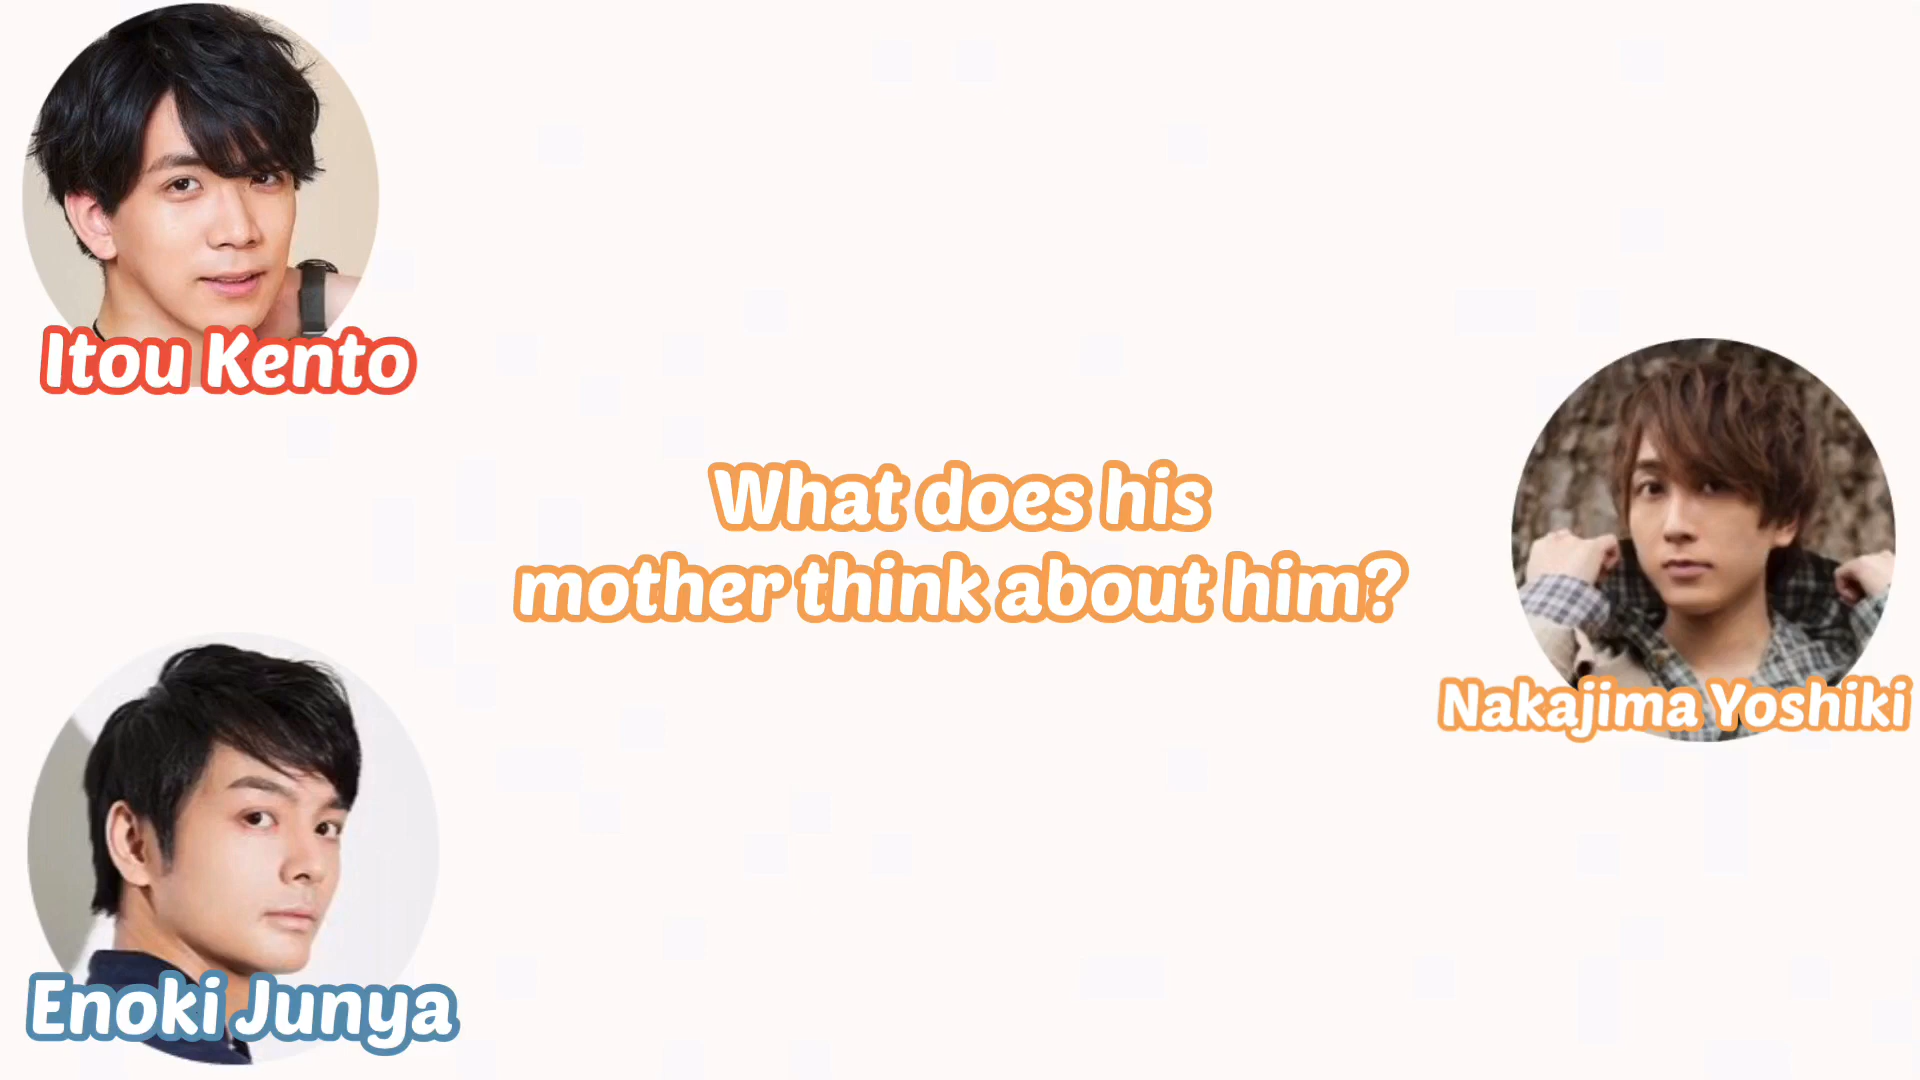 Itou Kento
What does his
mother think about him?
Nakajima Yoshiki
Enoki Junya